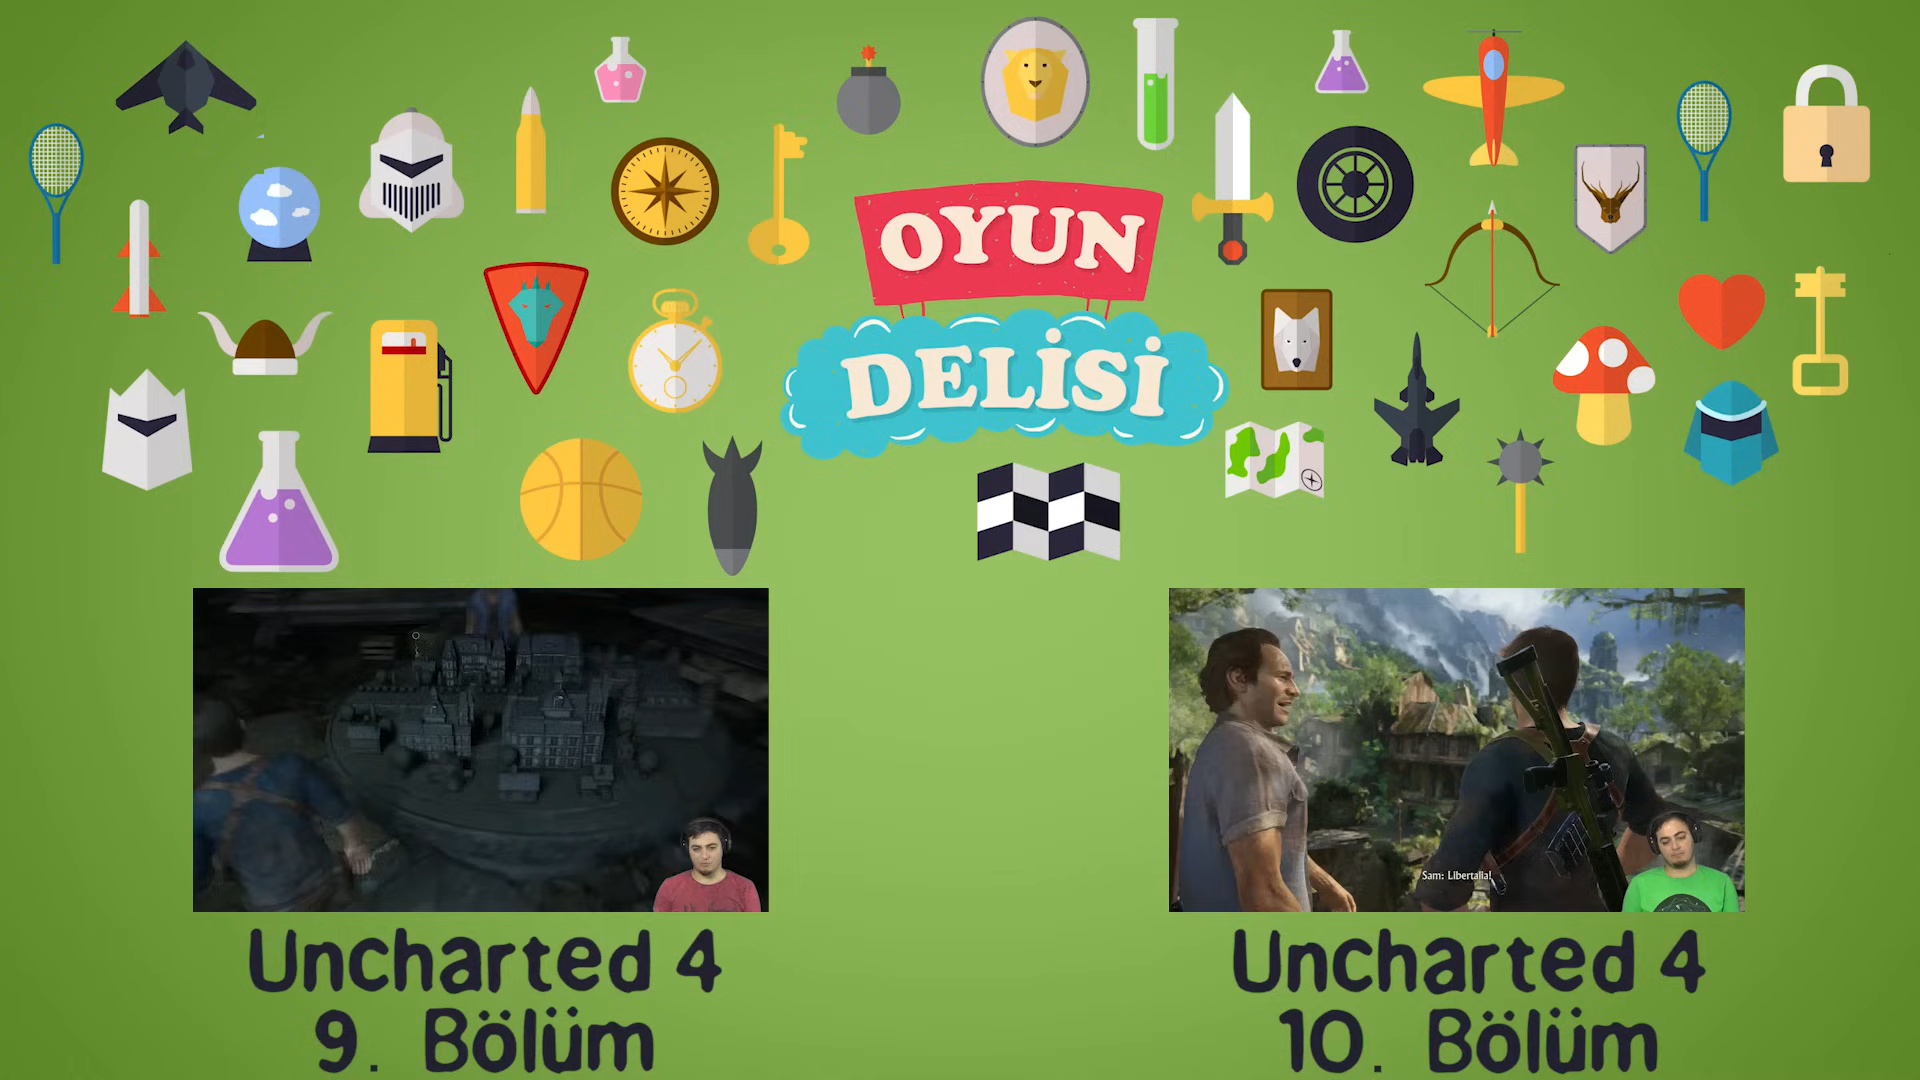 OYUN
DELİSİ
Sam: Libertalia!
Uncharted 4
9. Bölüm
Uncharted 4
10. Bölüm